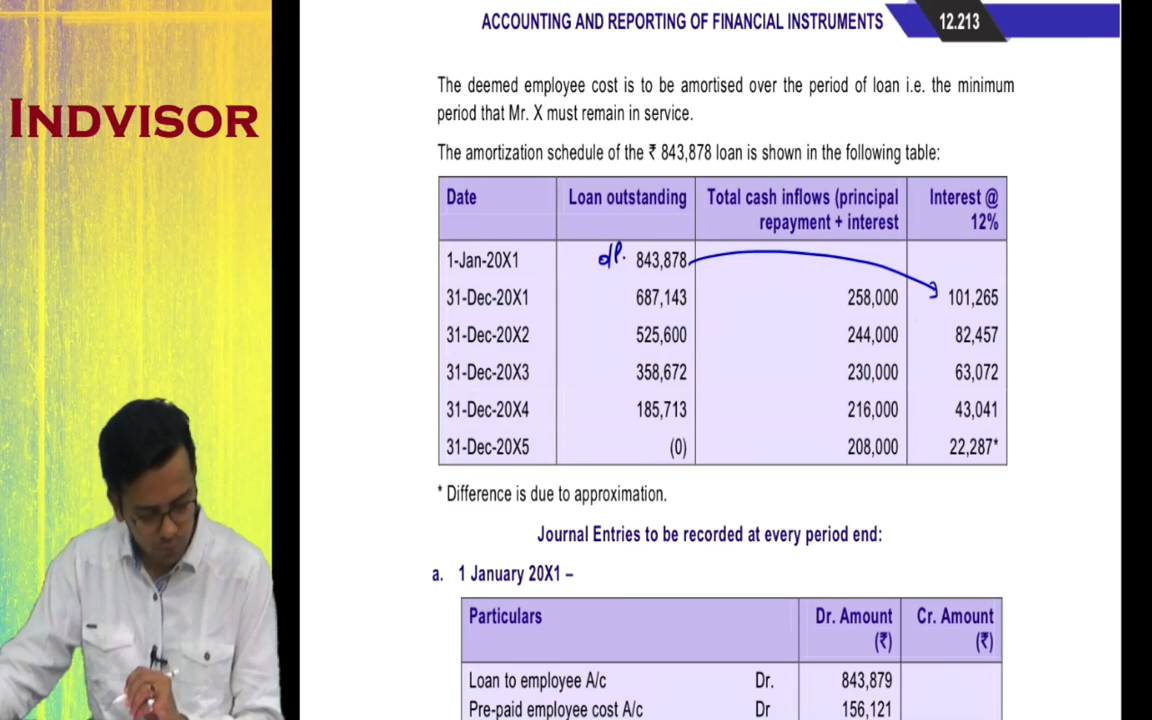 ACCOUNTING AND REPORTING OF FINANCIAL INSTRUMENTS 12.213
INDVISOR
The deemed employee cost is to be amortised over the period of loan i.e. the minimum
period that Mr. X must remain in service.
The amortization schedule of the ₹ 843,878 loan is shown in the following table:
Date Loan outstanding Total cash inflows (principal repayment + interest Interest @ 12%
1-Jan-20X1 843,878
31-Dec-20X1 687,143 258,000 101,265
31-Dec-20X2 525,600 244,000 82,457
31-Dec-20X3 358,672 230,000 63,072
31-Dec-20X4 185,713 216,000 43,041
31-Dec-20X5 (0) 208,000 22,287*
* Difference is due to approximation.
Journal Entries to be recorded at every period end:
a. 1 January 20X1 –
Particulars Dr. Amount (₹) Cr. Amount (₹)
Loan to employee A/c Dr. 843,879
Pre-paid employee cost A/c Dr 156,121